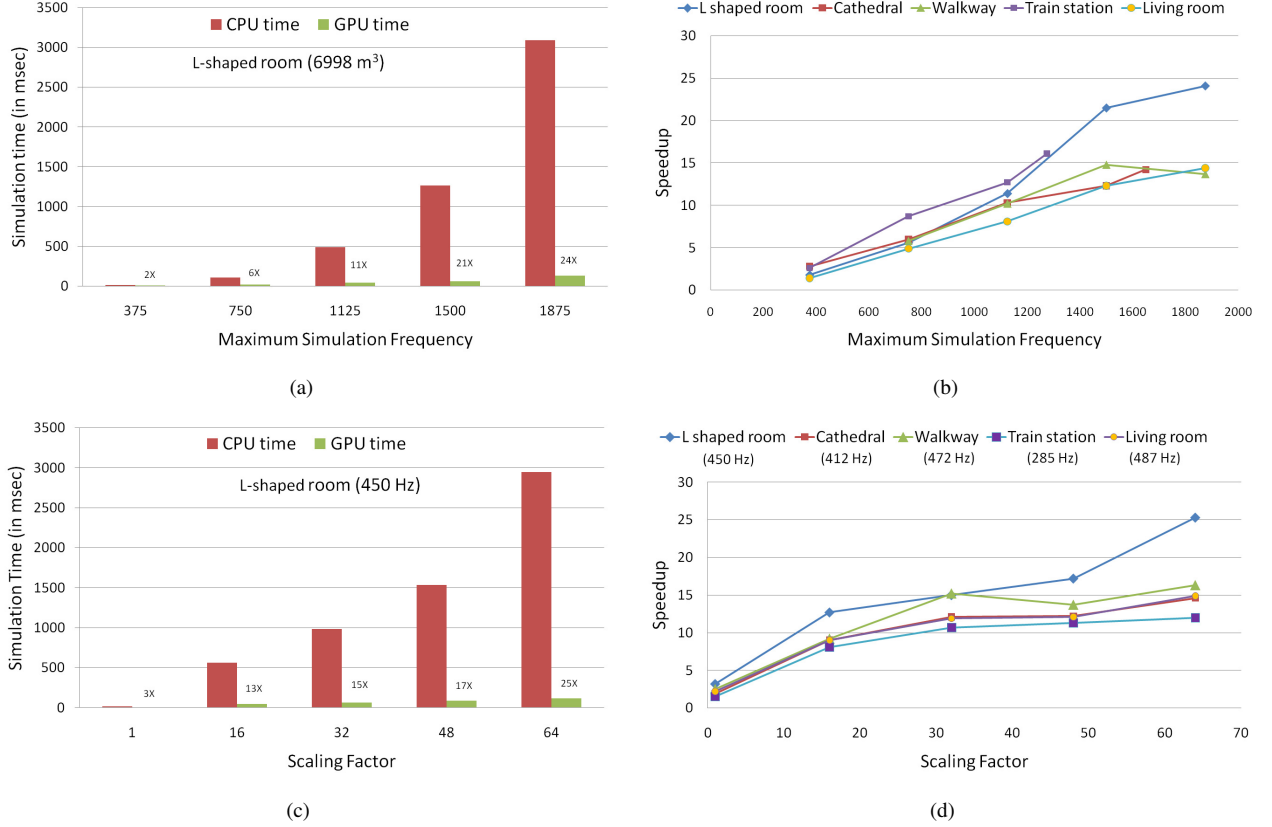 CPU time GPU time
L-shaped room (6998 m³)
Simulation time (in msec)
3500
3000
2500
2000
1500
1000
500
0
2X 6X 11X 21X 24X
375 750 1125 1500 1875
Maximum Simulation Frequency
(a)
L shaped room Cathedral Walkway Train station Living room
Speedup
30
25
20
15
10
5
0
0 200 400 600 800 1000 1200 1400 1600 1800 2000
Maximum Simulation Frequency
(b)
CPU time GPU time
L-shaped room (450 Hz)
Simulation Time (in msec)
3500
3000
2500
2000
1500
1000
500
0
3X 13X 15X 17X 25X
1 16 32 48 64
Scaling Factor
(c)
L shaped room Cathedral Walkway Train station Living room
(450 Hz) (412 Hz) (472 Hz) (285 Hz) (487 Hz)
Speedup
30
25
20
15
10
5
0
0 10 20 30 40 50 60 70
Scaling Factor
(d)